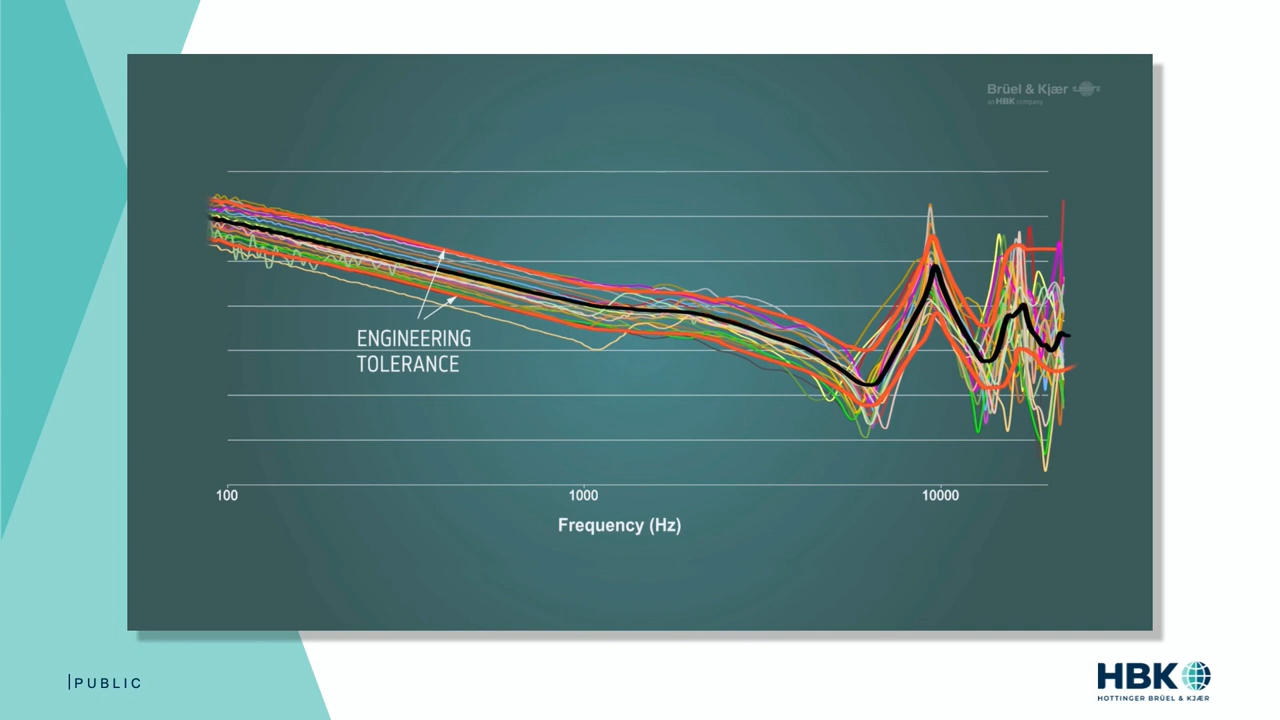 Brüel & Kjær
an HBK company
ENGINEERING
TOLERANCE
100
1000
10000
Frequency (Hz)
|PUBLIC
HBK
HOTTINGER BRÜEL & KJÆR